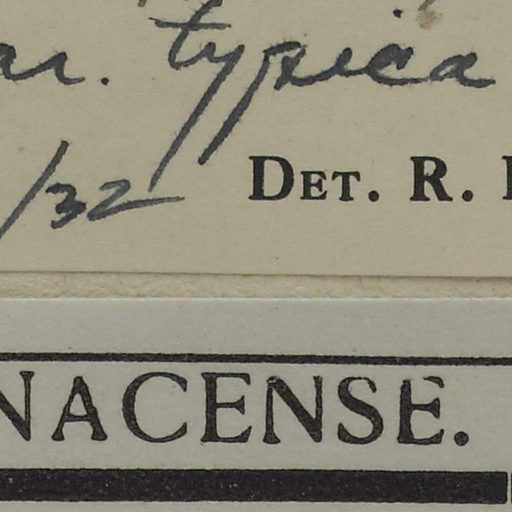 ar. typica
/32 DET. R.
NACENSE.